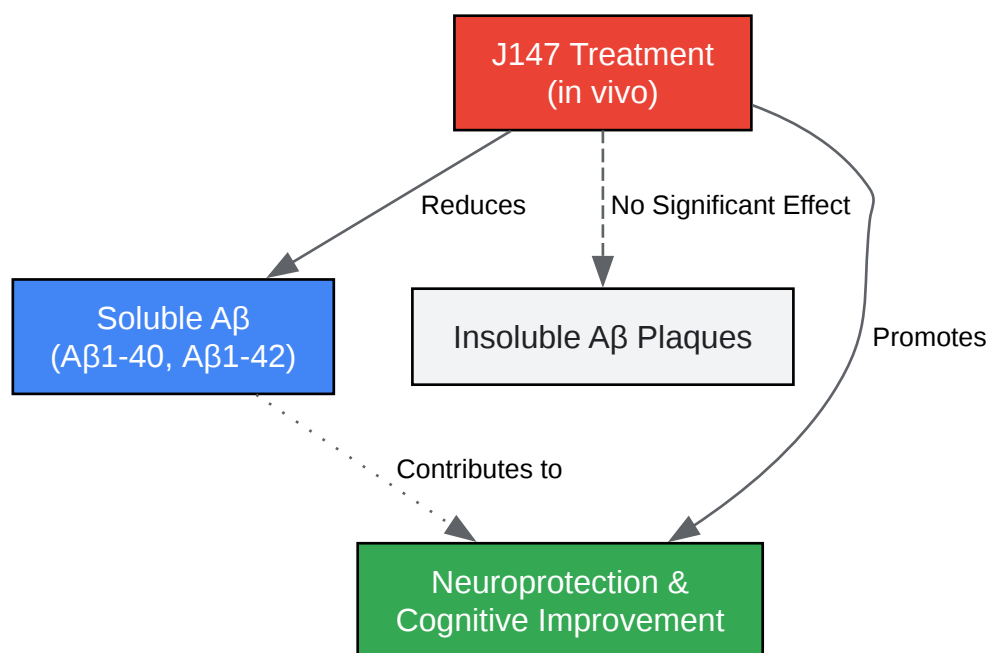 J147 Treatment
(in vivo)
Reduces
No Significant Effect
Soluble Aβ
(Aβ1-40, Aβ1-42)
Insoluble Aβ Plaques
Promotes
Contributes to
Neuroprotection &
Cognitive Improvement